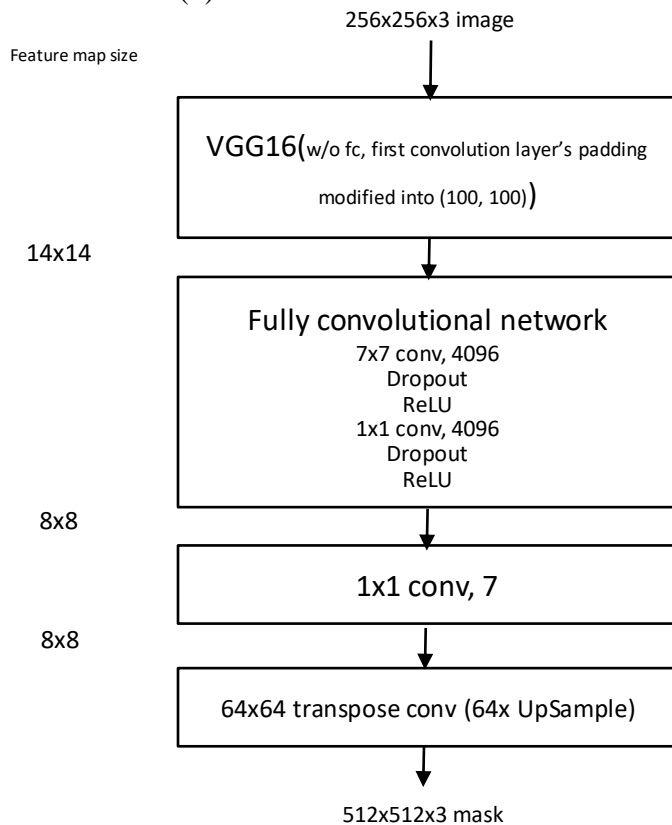 256x256x3 image
Feature map size
VGG16(w/o fc, first convolution layer's padding
modified into (100, 100))
14x14
Fully convolutional network
7x7 conv, 4096
Dropout
ReLU
1x1 conv, 4096
Dropout
ReLU
8x8
1x1 conv, 7
8x8
64x64 transpose conv (64x UpSample)
512x512x3 mask